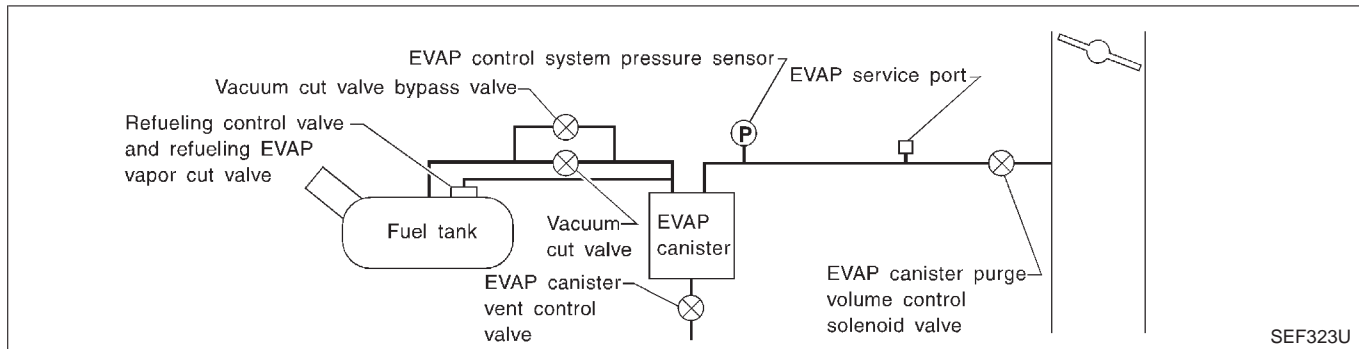 EVAP control system pressure sensor
EVAP service port
Vacuum cut valve bypass valve
Refueling control valve
and refueling EVAP
vapor cut valve
P
Fuel tank
Vacuum
cut valve
EVAP
canister
EVAP canister
vent control
valve
EVAP canister purge
volume control
solenoid valve
SEF323U